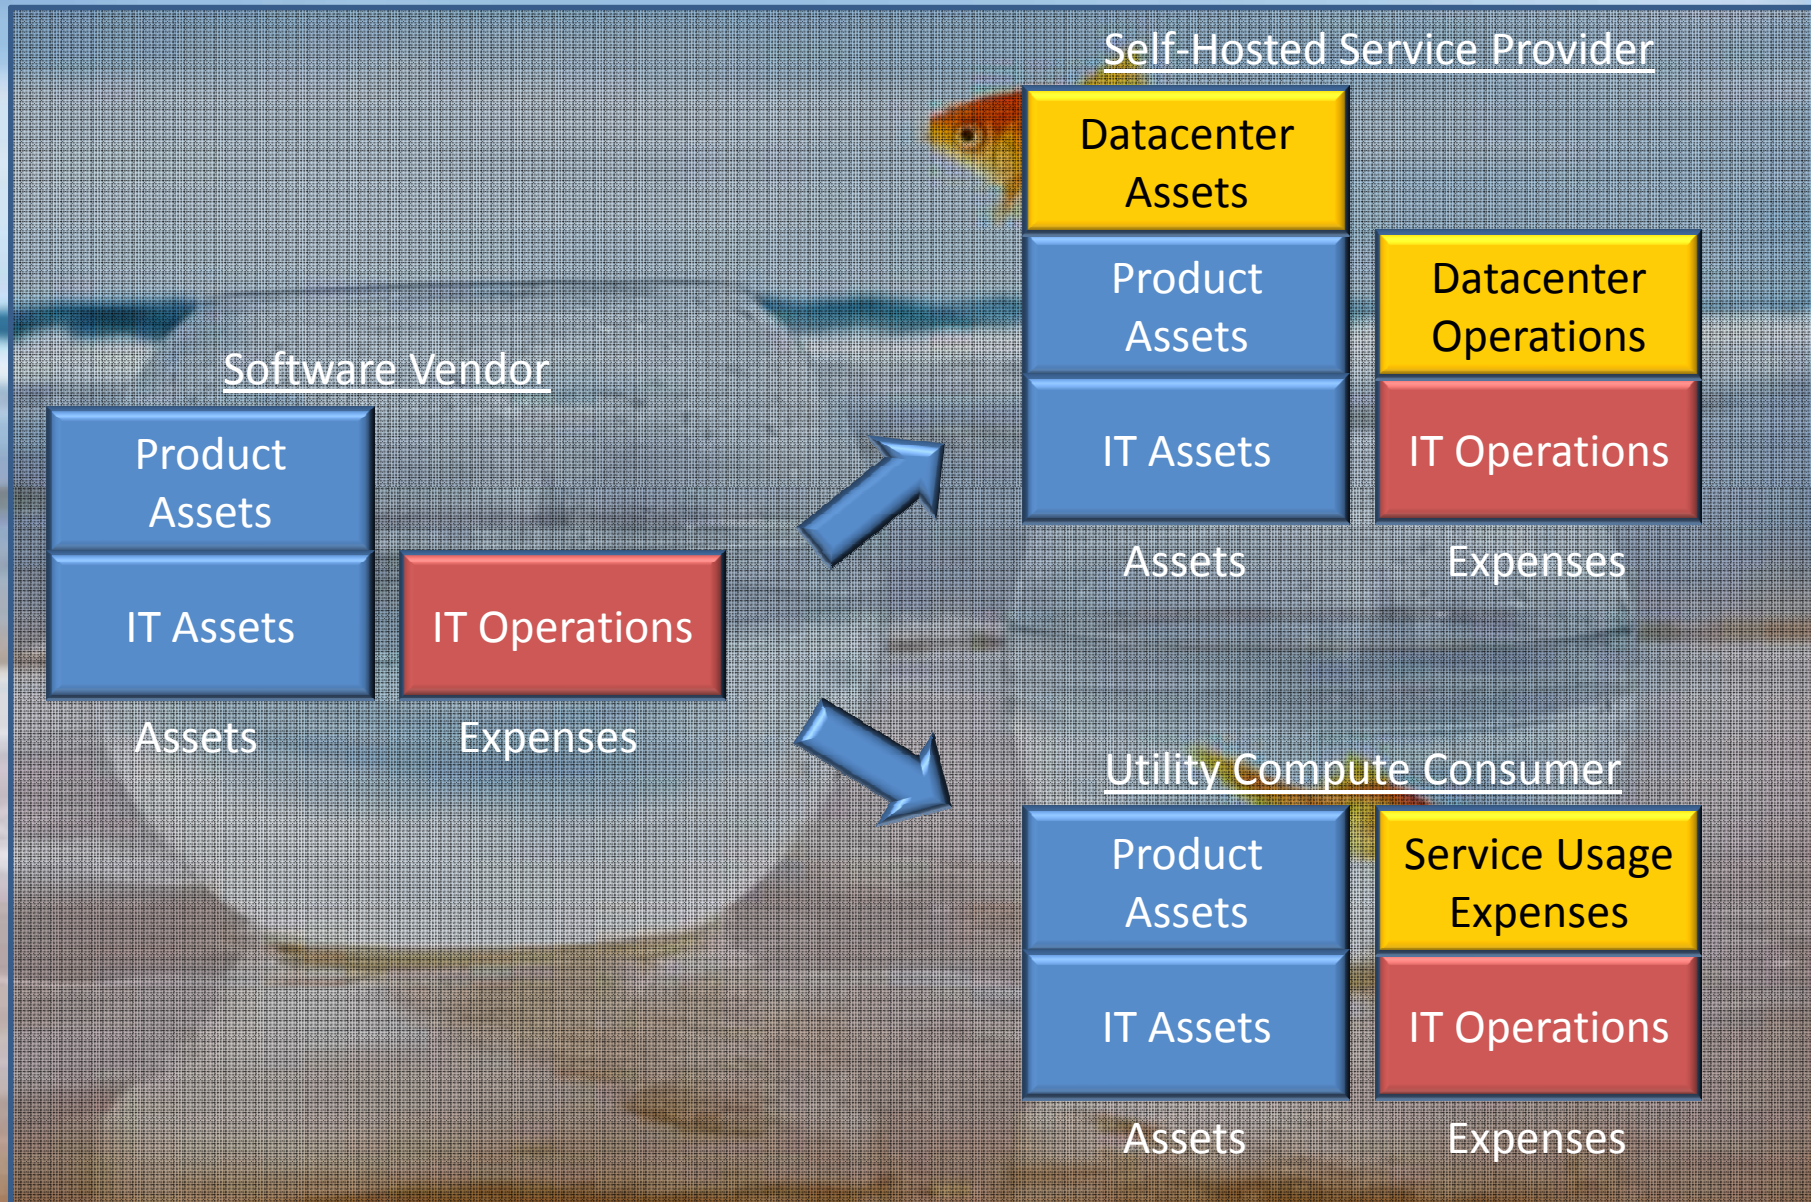 Software Vendor
Product
Assets
IT Assets
IT Operations
Assets
Expenses
Self-Hosted Service Provider
Datacenter
Assets
Product
Assets
Datacenter
Operations
IT Assets
IT Operations
Assets
Expenses
Utility Compute Consumer
Product
Assets
Service Usage
Expenses
IT Assets
IT Operations
Assets
Expenses